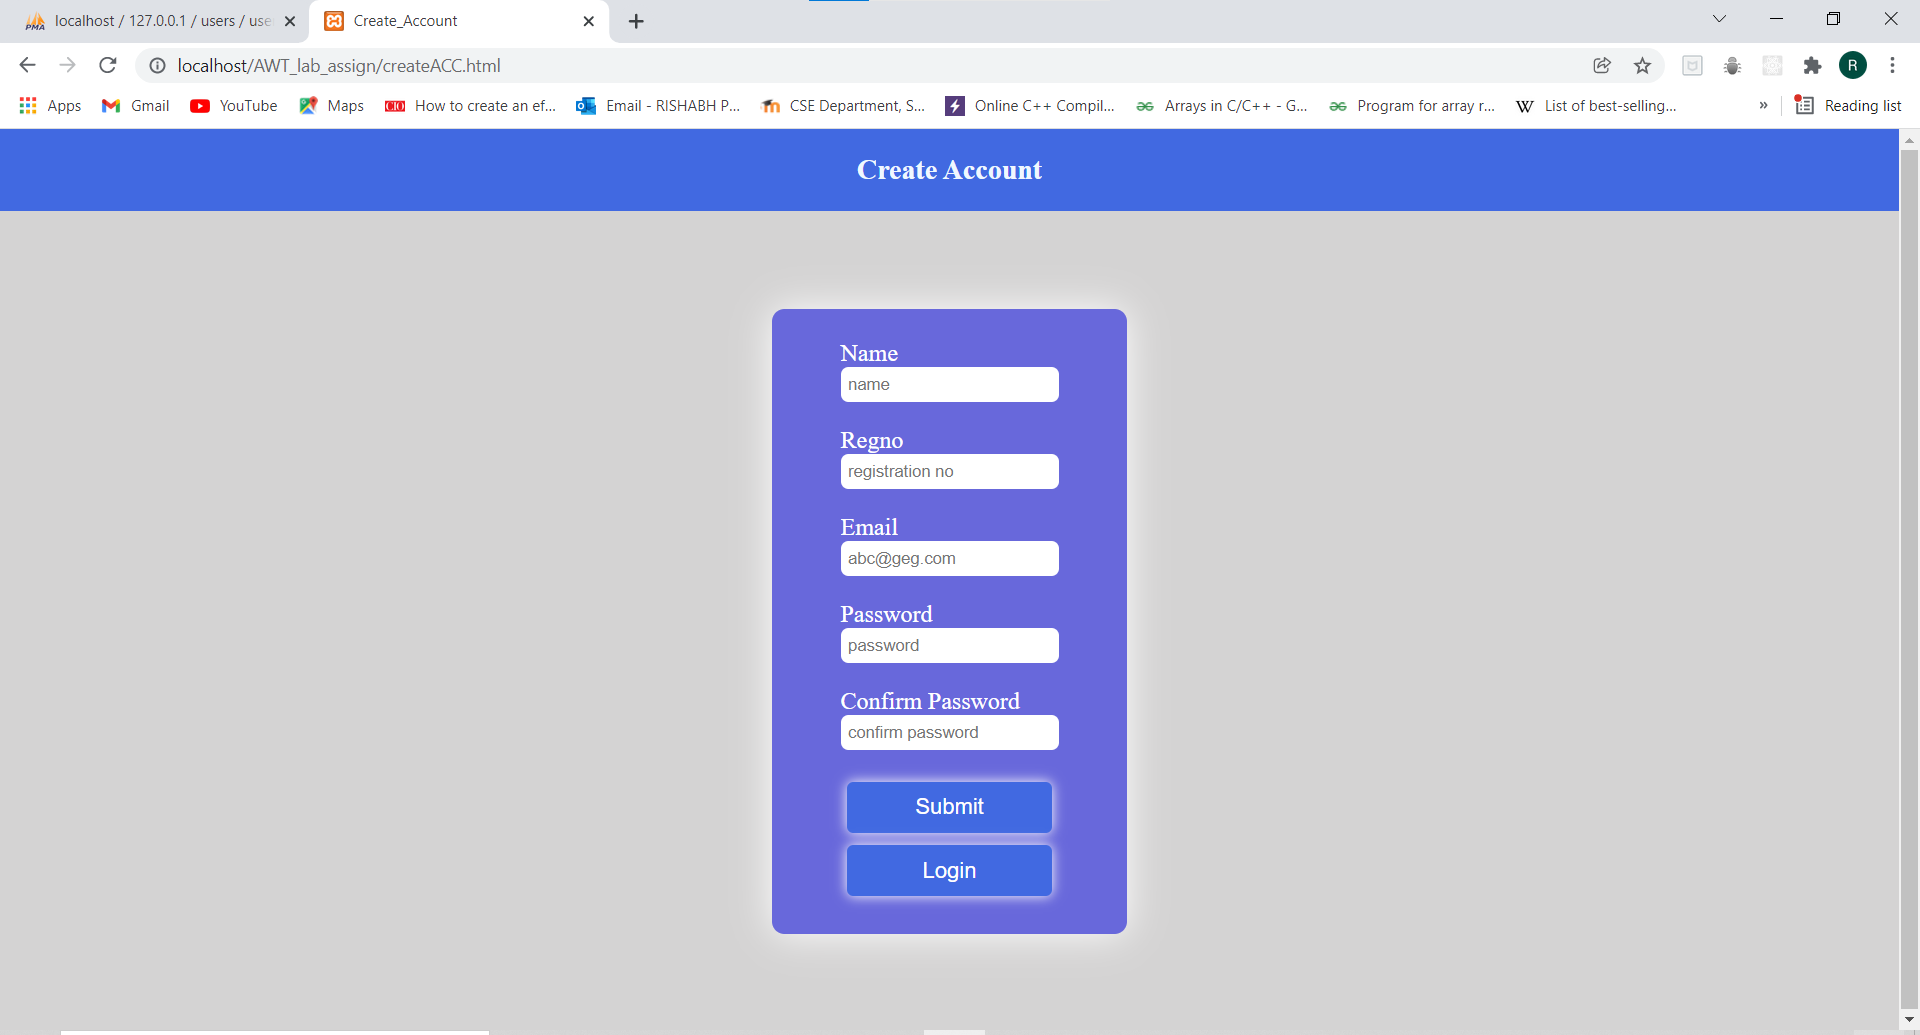 localhost / 127.0.0.1 / users / use
Create_Account
localhost/AWT_lab_assign/createACC.html
R
Apps
Gmail
YouTube
Maps
CIO How to create an ef...
Email - RISHABH P...
CSE Department, S...
Online C++ Compil...
Arrays in C/C++ - G...
Program for array r...
W List of best-selling...
»
Reading list
Create Account
Name
name
Regno
registration no
Email
abc@geg.com
Password
password
Confirm Password
confirm password
Submit
Login